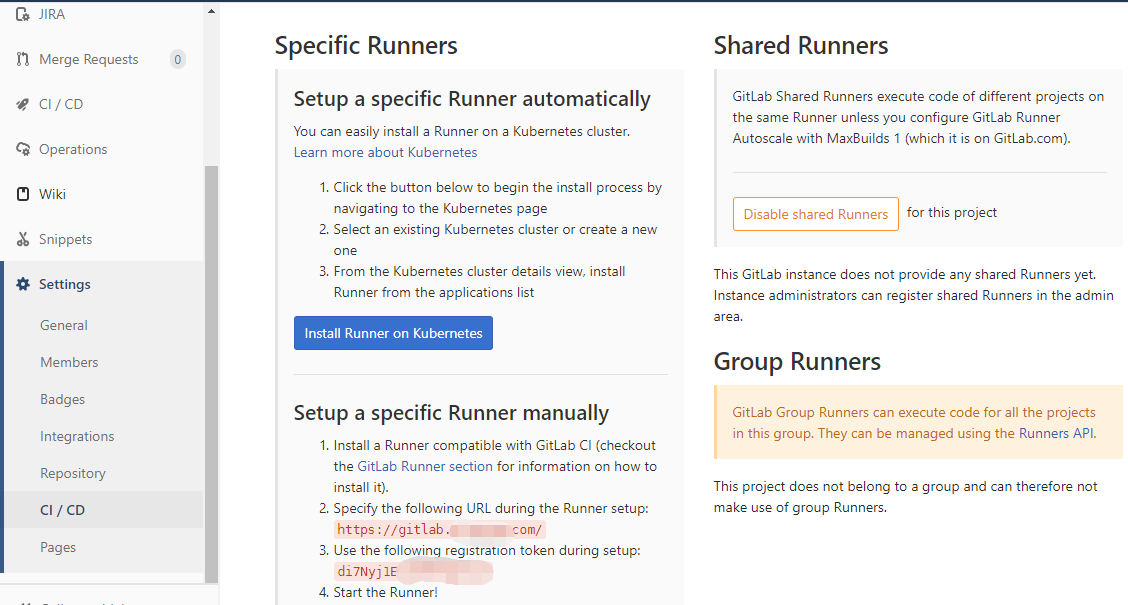 JIRA
Merge Requests 0
CI / CD
Operations
Wiki
Snippets
Settings
General
Members
Badges
Integrations
Repository
CI / CD
Pages
Specific Runners
Setup a specific Runner automatically
You can easily install a Runner on a Kubernetes cluster.
Learn more about Kubernetes
1. Click the button below to begin the install process by
navigating to the Kubernetes page
2. Select an existing Kubernetes cluster or create a new
one
3. From the Kubernetes cluster details view, install
Runner from the applications list
Install Runner on Kubernetes
Setup a specific Runner manually
1. Install a Runner compatible with GitLab CI (checkout
the GitLab Runner section for information on how to
install it).
2. Specify the following URL during the Runner setup:
https://gitlab. com/
3. Use the following registration token during setup:
di7Nyj1E
4. Start the Runner!
Shared Runners
GitLab Shared Runners execute code of different projects on
the same Runner unless you configure GitLab Runner
Autoscale with MaxBuilds 1 (which it is on GitLab.com).
Disable shared Runners for this project
This GitLab instance does not provide any shared Runners yet.
Instance administrators can register shared Runners in the admin
area.
Group Runners
GitLab Group Runners can execute code for all the projects
in this group. They can be managed using the Runners API.
This project does not belong to a group and can therefore not
make use of group Runners.